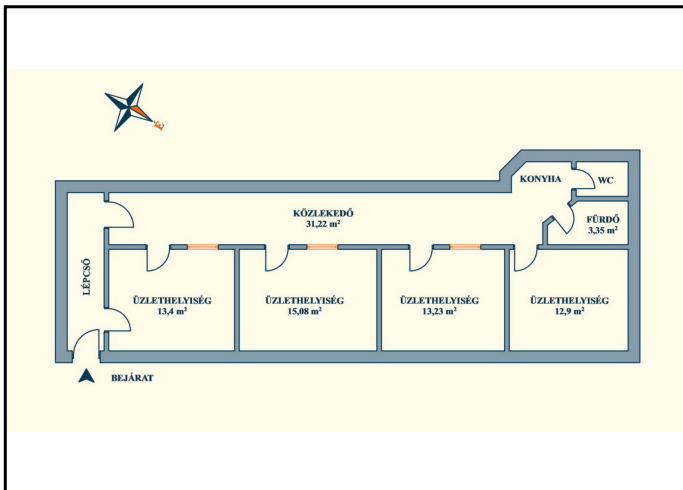 É
KONYHA
WC
KÖZLEKEDŐ
31,22 m²
FÜRDŐ
3,35 m²
LÉPCSŐ
ÜZLETHELYISÉG
13,4 m²
ÜZLETHELYISÉG
15,08 m²
ÜZLETHELYISÉG
13,23 m²
ÜZLETHELYISÉG
12,9 m²
BEJÁRAT